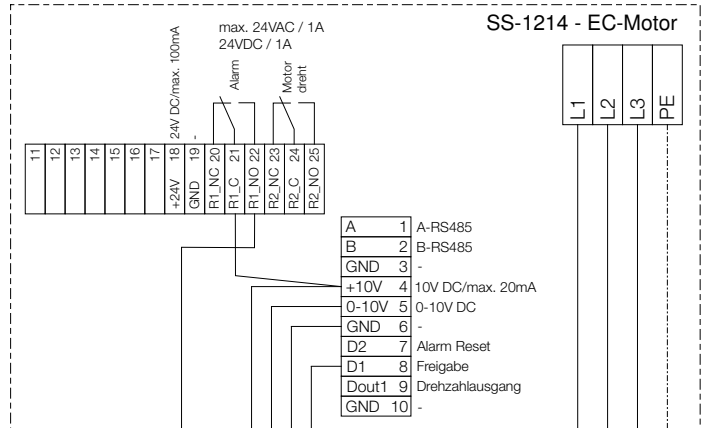 SS-1214 - EC-Motor
max. 24VAC / 1A
24VDC / 1A
24V DC/max. 100mA
-
Alarm
Motor
dreht
L1
L2
L3
PE
11
12
13
14
15
16
17
+24V 18
GND 19
R1_NC 20
R1_C 21
R1_NO 22
R2_NC 23
R2_C 24
R2_NO 25
A 1 A-RS485
B 2 B-RS485
GND 3 -
+10V 4 10V DC/max. 20mA
0-10V 5 0-10V DC
GND 6 -
D2 7 Alarm Reset
D1 8 Freigabe
Dout1 9 Drehzahlausgang
GND 10 -